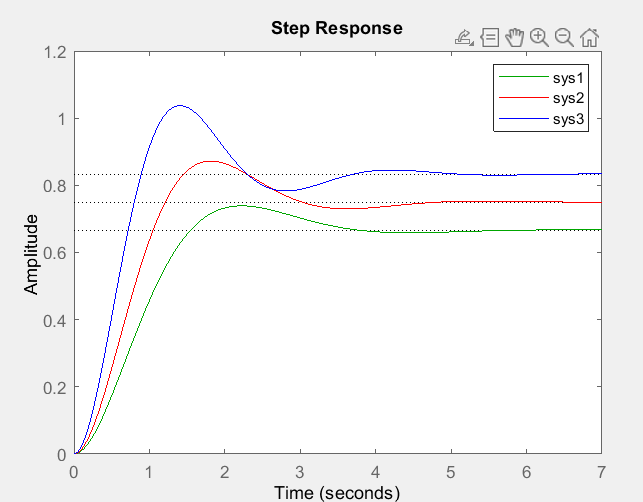 Step Response
1.2
sys1
sys2
sys3
1
0.8
0.6
0.4
0.2
0
Amplitude
0 1 2 3 4 5 6 7
Time (seconds)